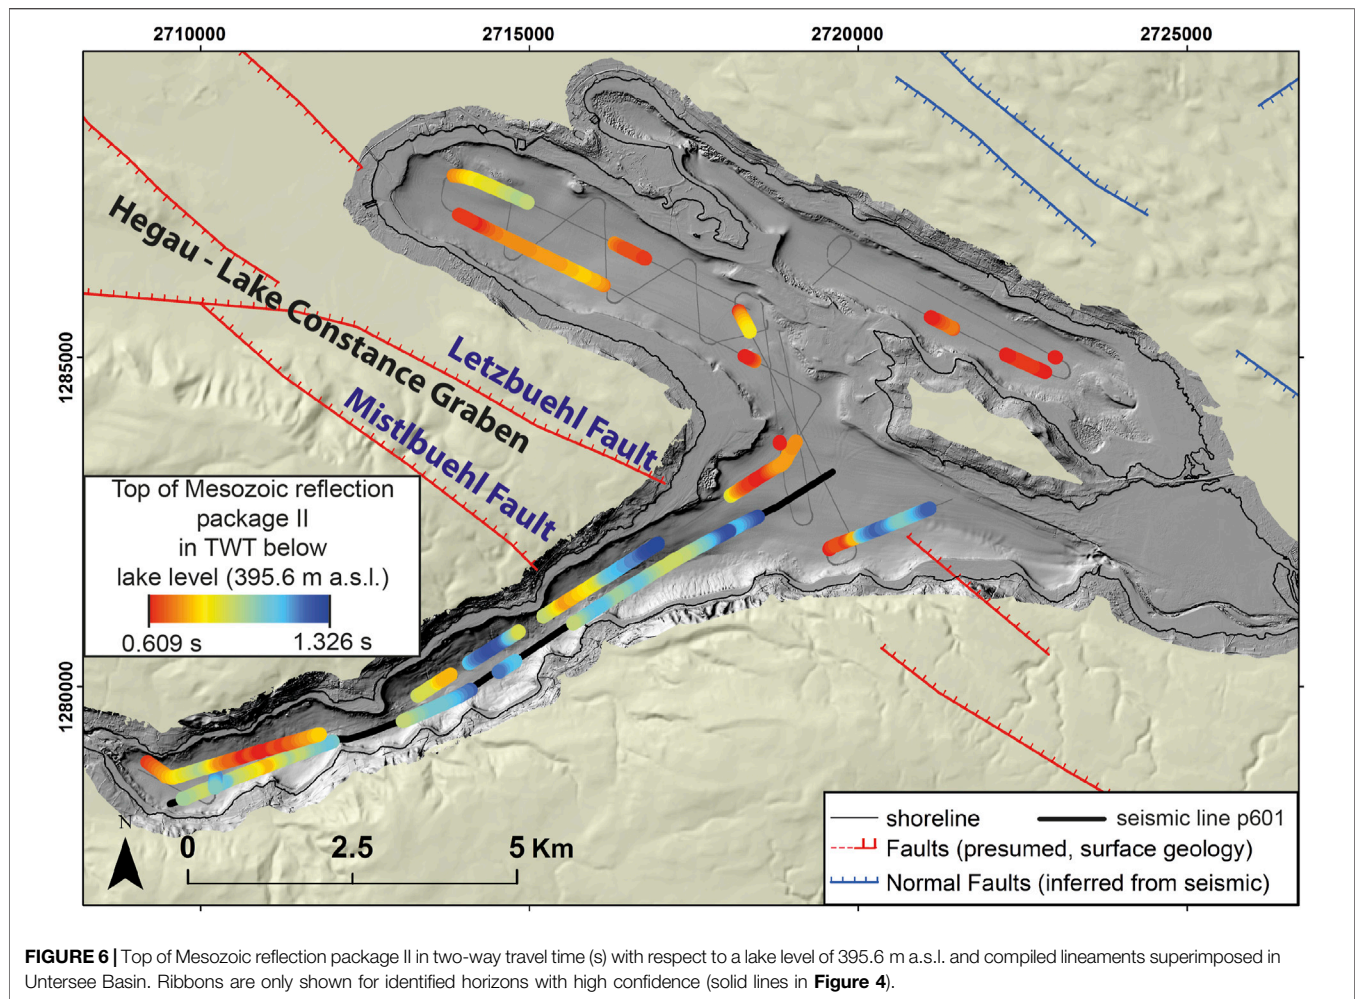 2710000
2715000
2720000
2725000
1285000
1280000
Hegau - Lake Constance Graben
Letzbuehl Fault
Mistlbuehl Fault
Top of Mesozoic reflection
package II
in TWT below
lake level (395.6 m a.s.l.)
0.609 s
1.326 s
N
0
2.5
5 Km
shoreline
seismic line p601
Faults (presumed, surface geology)
Normal Faults (inferred from seismic)
FIGURE 6 | Top of Mesozoic reflection package II in two-way travel time (s) with respect to a lake level of 395.6 m a.s.l. and compiled lineaments superimposed in
Untersee Basin. Ribbons are only shown for identified horizons with high confidence (solid lines in Figure 4).